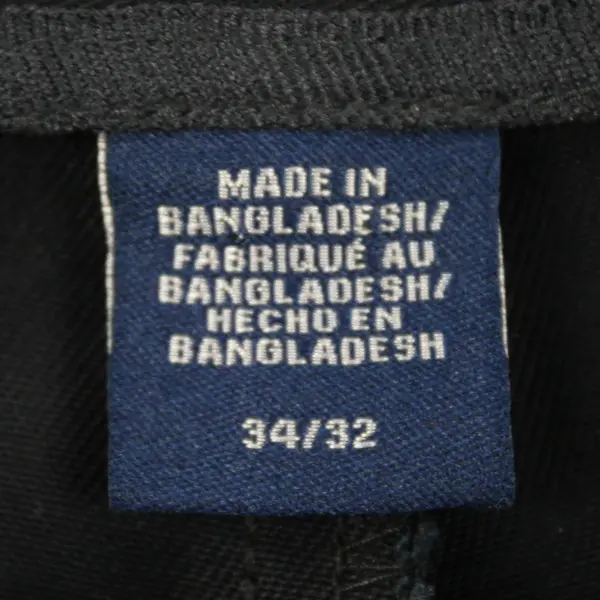 MADE IN
BANGLADESH/
FABRIQUÉ AU
BANGLADESH/
HECHO EN
BANGLADESH
34/32